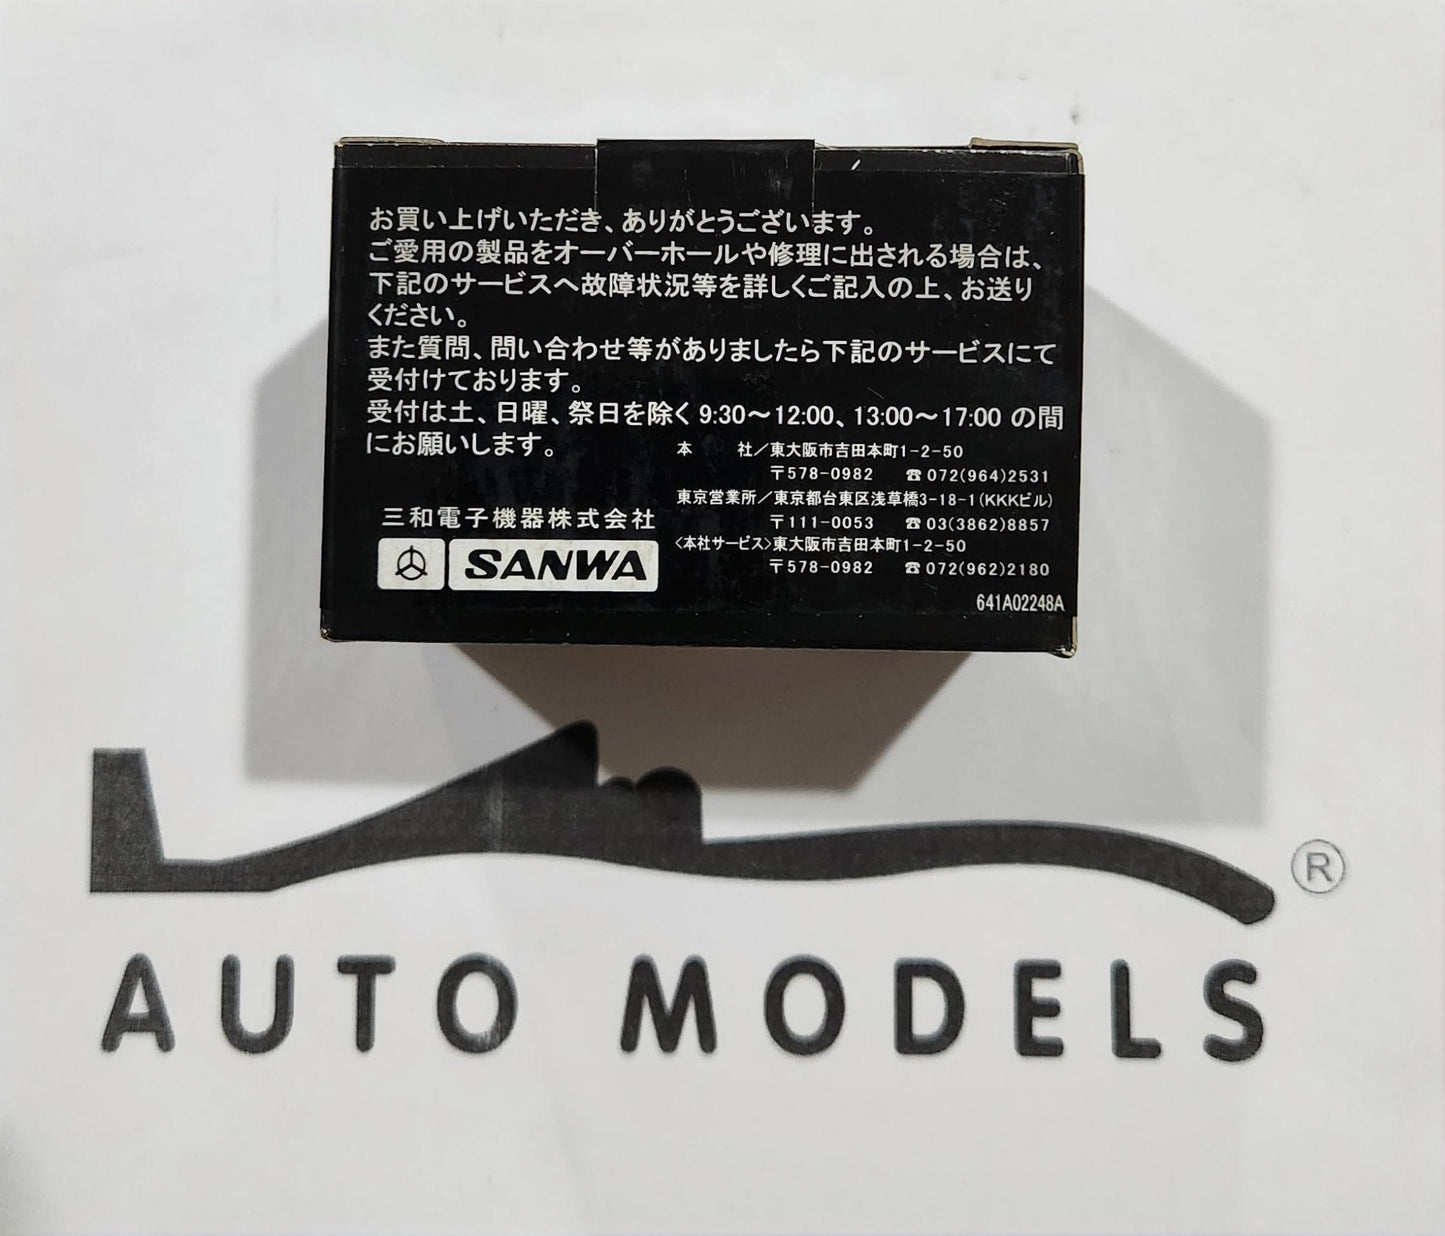 お買い上げいただき、ありがとうございます。
ご愛用の製品をオーバーホールや修理に出される場合は、
下記のサービスへ故障状況等を詳しくご記入の上、お送り
ください。
また質問、問い合わせ等がありましたら下記のサービスにて
受付けております。
受付は土、日曜、祭日を除く 9:30～12:00、13:00～17:00 の間
にお願いします。
本 社／東大阪市吉田本町1-2-50
〒578-0982 ☎072(964)2531
東京営業所／東京都台東区浅草橋3-18-1(KKKビル)
〒111-0053 ☎03(3862)8857
〈本社サービス〉東大阪市吉田本町1-2-50
〒578-0982 ☎072(962)2180
三和電子機器株式会社
SANWA
641A02248A
®
AUTO MODELS